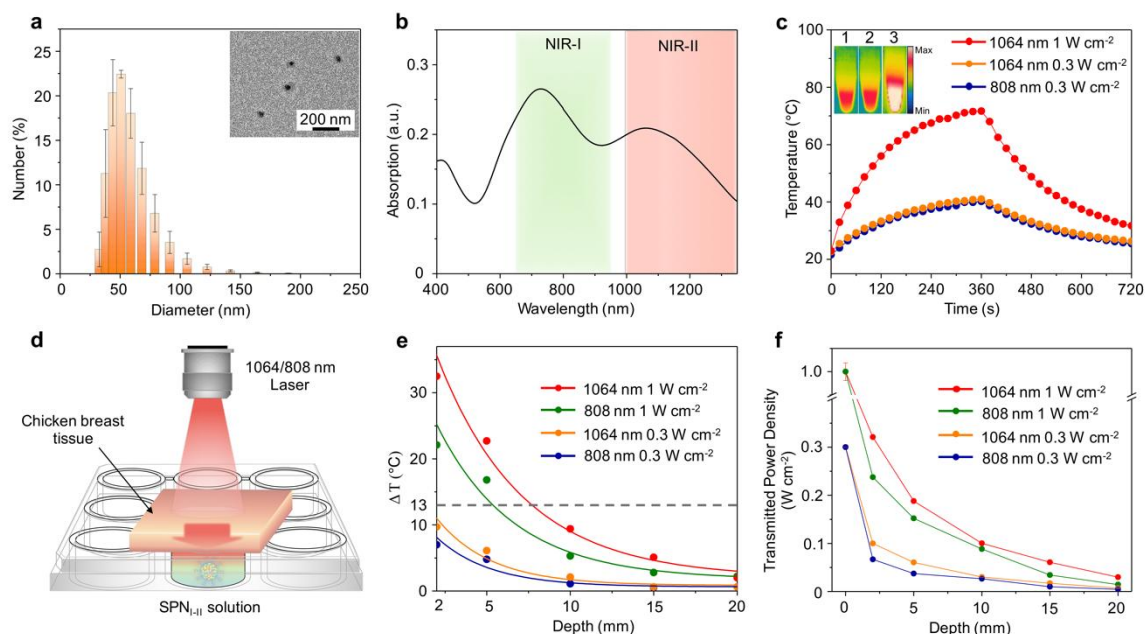 a
25
20
15
10
5
0
Number (%)
0
50
100
150
200
250
Diameter (nm)
200 nm
b
0.4
0.3
0.2
0.1
0
Absorption (a.u.)
NIR-I
NIR-II
400
600
800
1000
1200
Wavelength (nm)
c
100
80
60
40
20
Temperature (°C)
1 2 3
Max
Min
1064 nm 1 W cm-2
1064 nm 0.3 W cm-2
808 nm 0.3 W cm-2
0
120
240
360
480
600
720
Time (s)
d
1064/808 nm
Laser
Chicken breast
tissue
SPNI-II solution
e
30
20
13
10
0
Δ T (°C)
1064 nm 1 W cm-2
808 nm 1 W cm-2
1064 nm 0.3 W cm-2
808 nm 0.3 W cm-2
2
5
10
15
20
Depth (mm)
f
1.0
0.3
0.2
0.1
0
Transmitted Power Density
(W cm-2)
1064 nm 1 W cm-2
808 nm 1 W cm-2
1064 nm 0.3 W cm-2
808 nm 0.3 W cm-2
0
5
10
15
20
Depth (mm)